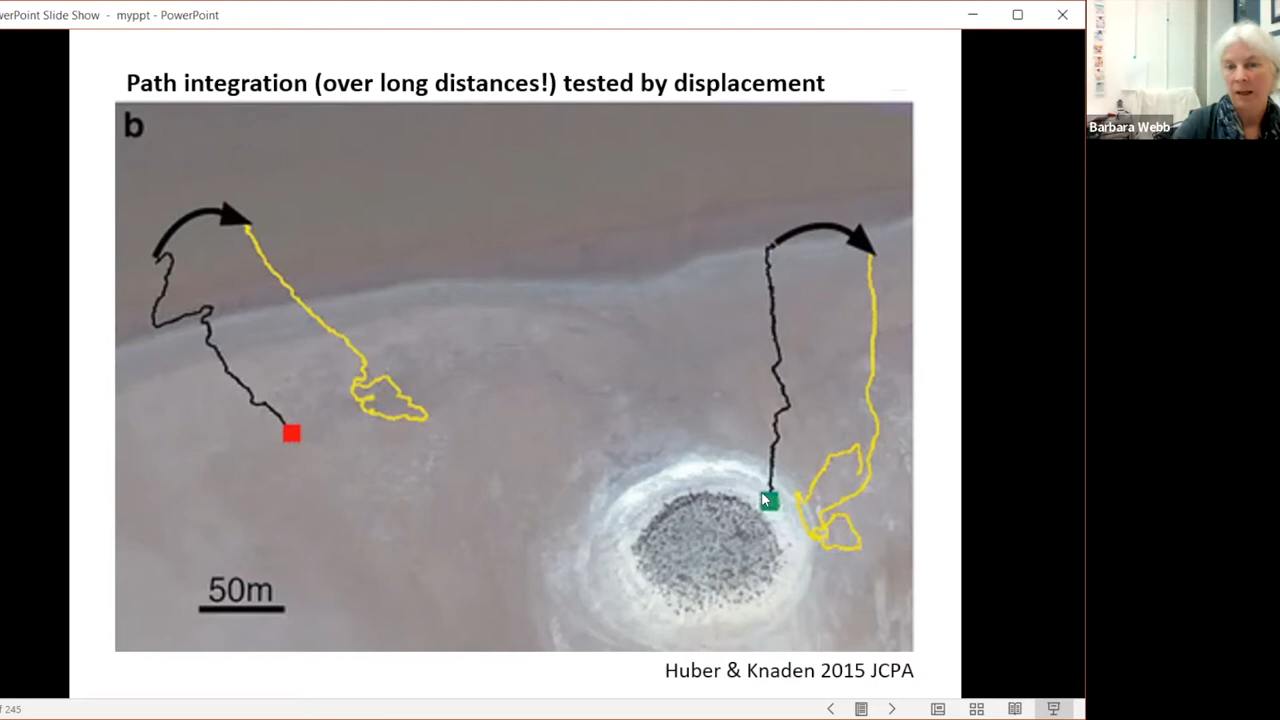 werPoint Slide Show - myppt - PowerPoint
Path integration (over long distances!) tested by displacement
b
50m
Huber & Knaden 2015 JCPA
Barbara Webb
f 245